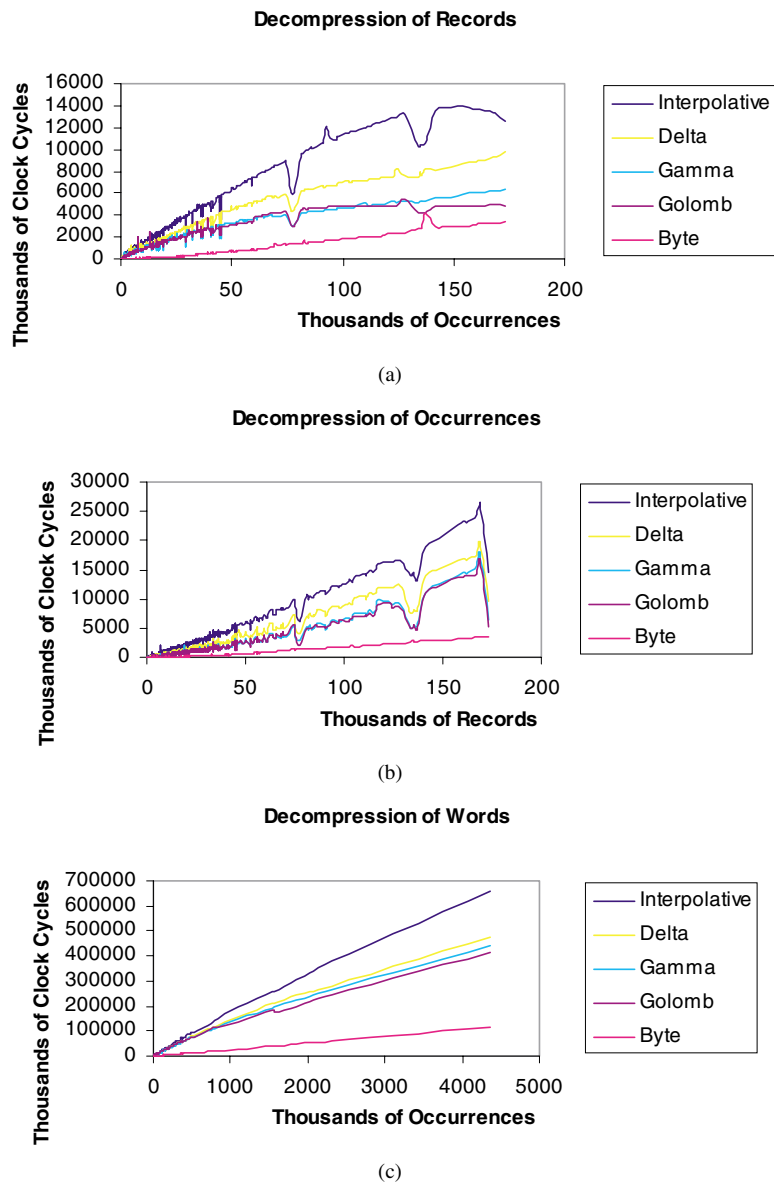 Decompression of Records
Thousands of Clock Cycles
16000
14000
12000
10000
8000
6000
4000
2000
0
0 50 100 150 200
Thousands of Occurrences
Interpolative
Delta
Gamma
Golomb
Byte
(a)
Decompression of Occurrences
Thousands of Clock Cycles
30000
25000
20000
15000
10000
5000
0
0 50 100 150 200
Thousands of Records
Interpolative
Delta
Gamma
Golomb
Byte
(b)
Decompression of Words
Thousands of Clock Cycles
700000
600000
500000
400000
300000
200000
100000
0
0 1000 2000 3000 4000 5000
Thousands of Occurrences
Interpolative
Delta
Gamma
Golomb
Byte
(c)